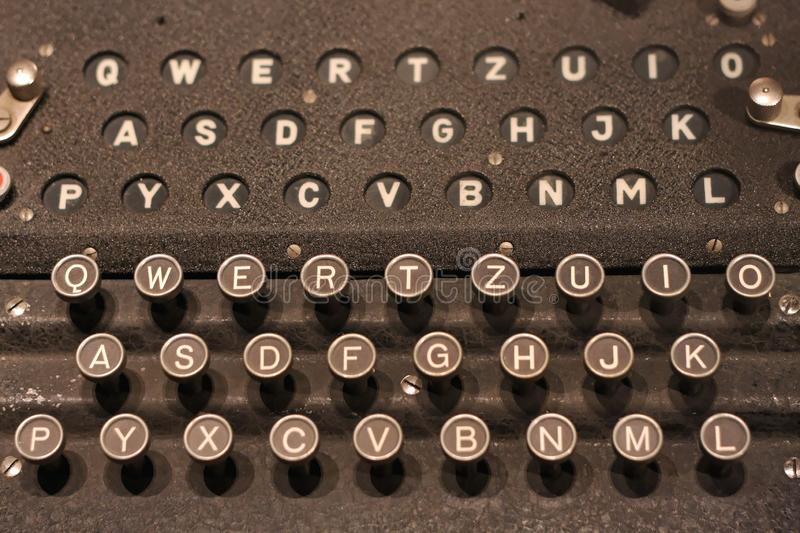 Q W E R T Z U I O
A S D F G H J K
P Y X C V B N M L
Q W E R T Z U I O
A S D F G H J K
P Y X C V B N M L